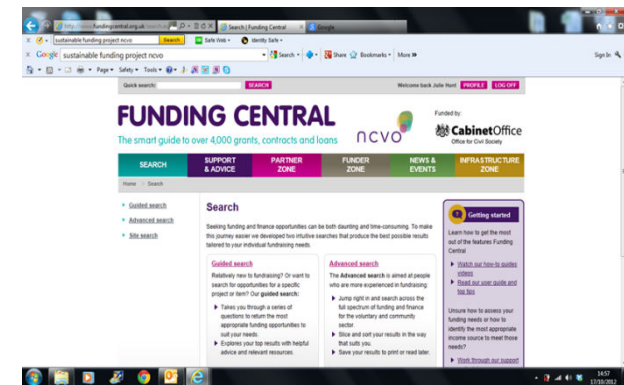 http://www.fundingcentral.org.uk
Search | Funding Central
Google
sustainable funding project ncvo
Search
Safe Web
Identity Safe
Google
sustainable funding project ncvo
Search
Share
Bookmarks
More »
Sign In
Page Safety Tools
Quick search:
SEARCH
Welcome back Julie Hunt
PROFILE
LOG OFF
FUNDING CENTRAL
The smart guide to over 4,000 grants, contracts and loans
ncvo
Funded by:
CabinetOffice
Office for Civil Society
SEARCH
SUPPORT & ADVICE
PARTNER ZONE
FUNDER ZONE
NEWS & EVENTS
INFRASTRUCTURE ZONE
Home Search
Guided search
Advanced search
Site search
Search
Seeking funding and finance opportunities can be both daunting and time-consuming. To make
this journey easier we developed two intuitive searches that produce the best possible results
tailored to your individual fundraising needs.
Guided search
Relatively new to fundraising? Or want to
search for opportunities for a specific
project or item? Our guided search:
Takes you through a series of
questions to return the most
appropriate funding opportunities to
suit your needs.
Explores your top results with helpful
advice and relevant resources.
Advanced search
The Advanced search is aimed at people
who are more experienced in fundraising:
Jump right in and search across the
full spectrum of funding and finance
for the voluntary and community
sector.
Slice and sort your results in the way
that suits you.
Save your results to print or read later.
Getting started
Learn how to get the most
out of the features Funding
Central
Watch our how-to guides
videos
Read our user guide and
top tips
Unsure how to assess your
funding needs or how to
identify the most appropriate
income source to meet those
needs?
Work through our support
14:57
17/10/2012